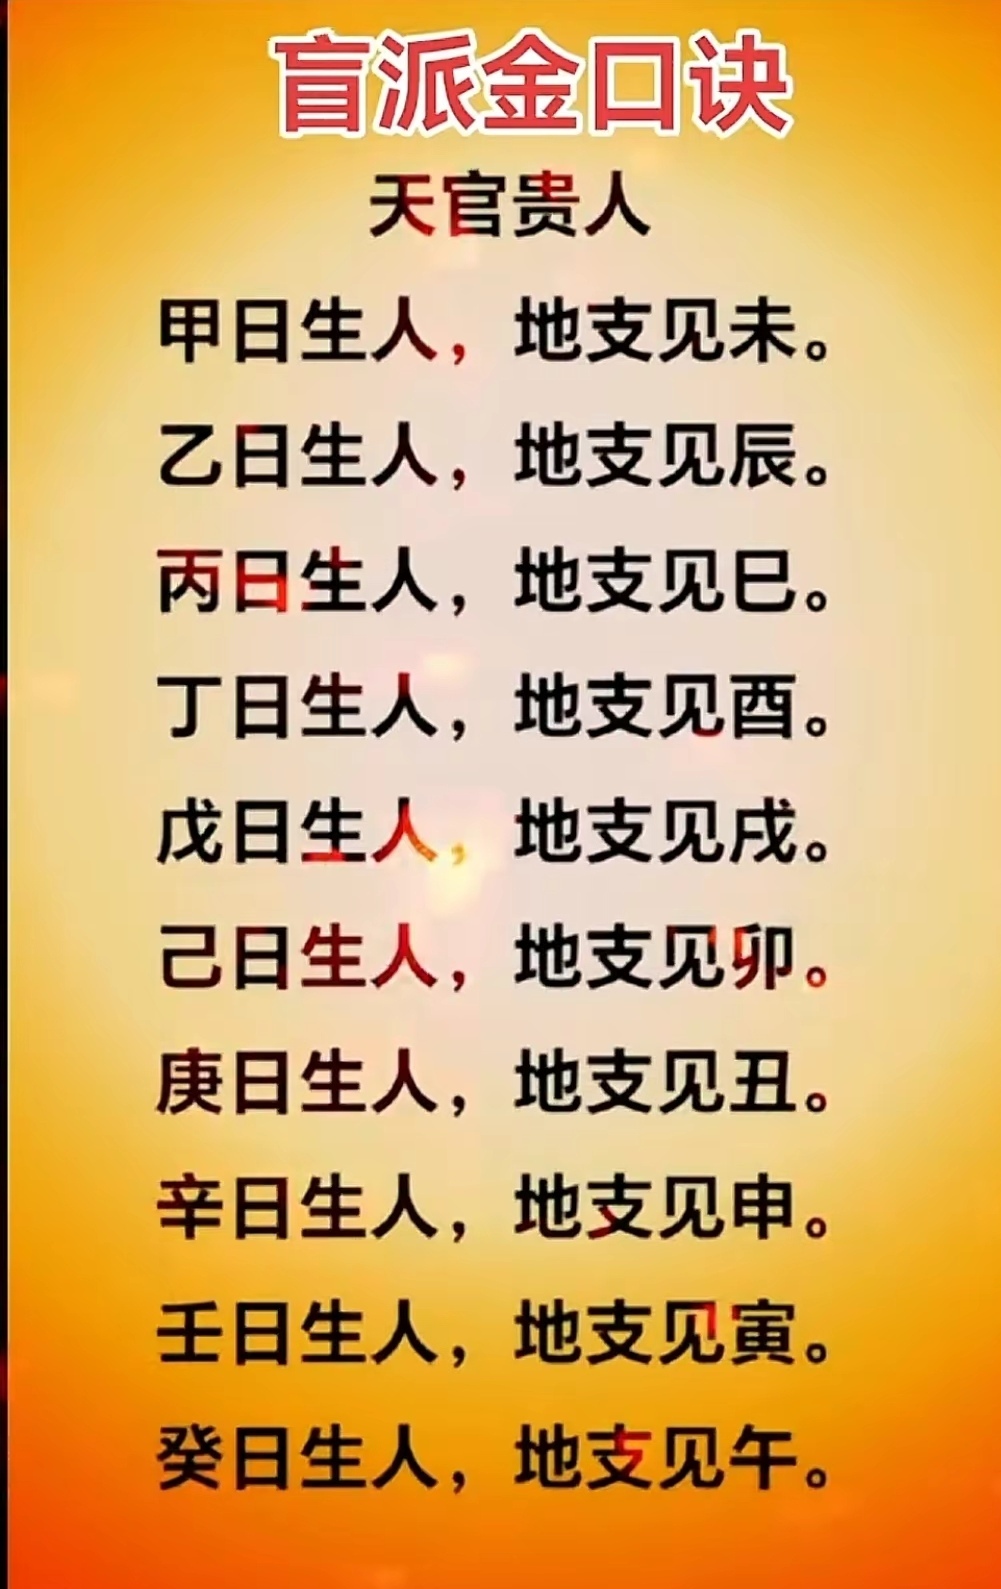 盲派金口诀
天官贵人
甲日生人，地支见未。
乙日生人，地支见辰。
丙日生人，地支见巳。
丁日生人，地支见酉。
戊日生人，地支见戌。
己日生人，地支见卯。
庚日生人，地支见丑。
辛日生人，地支见申。
壬日生人，地支见寅。
癸日生人，地支见午。